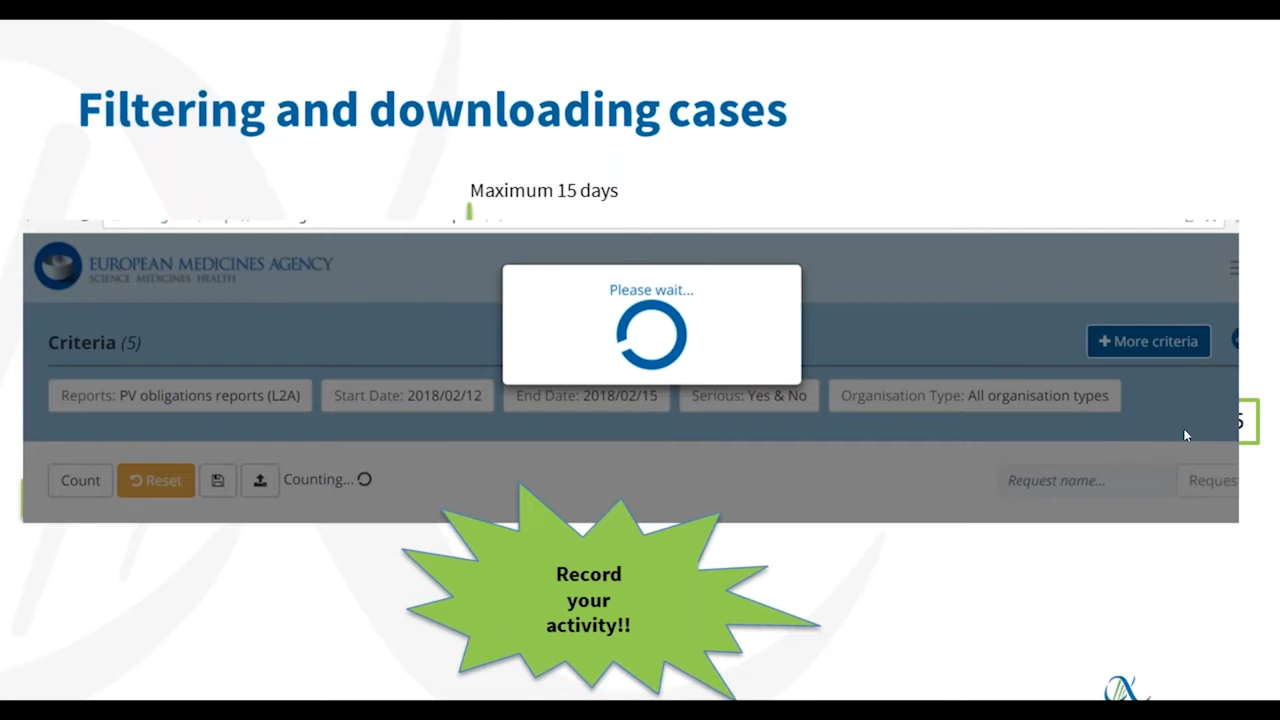 Filtering and downloading cases
Maximum 15 days
EUROPEAN MEDICINES AGENCY
SCIENCE MEDICINES HEALTH
Please wait...
Criteria (5)
More criteria
Reports: PV obligations reports (L2A) Start Date: 2018/02/12 End Date: 2018/02/15 Serious: Yes & No Organisation Type: All organisation types
5
Count Reset Counting... Request name... Reques
Record
your
activity!!